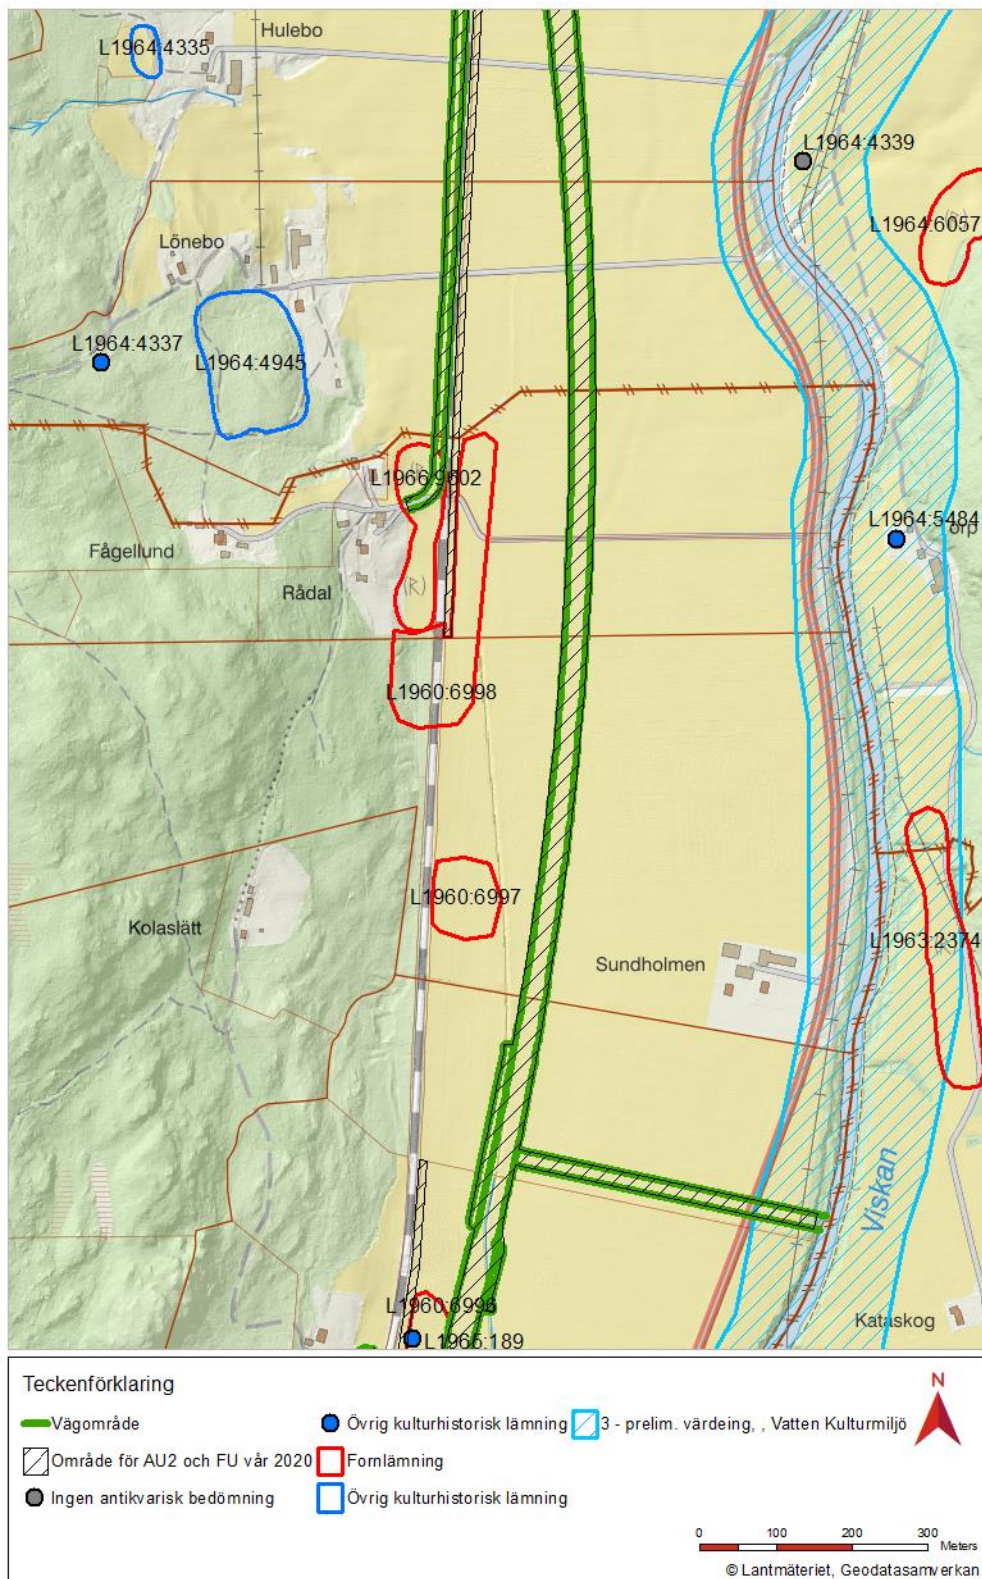 Hulebo
L1964:4335
L1964:4339
L1964:6057
Lönebo
L1964:4337
L1964:4945
L1966:9602
(R)
L1964:5484
Fågellund
Rådal
(R)
L1960:6998
L1960:6997
Kolaslätt
L1963:2374
Sundholmen
Viskan
L1960:6996
L1965:189
Kataskog
Teckenförklaring
Vägområde
Övrig kulturhistorisk lämning
3 - prelim. värdeing, , Vatten Kulturmiljö
N
Område för AU2 och FU vår 2020
Fornlämning
Ingen antikvarisk bedömning
Övrig kulturhistorisk lämning
0 100 200 300
Meters
© Lantmäteriet, Geodatasamverkan